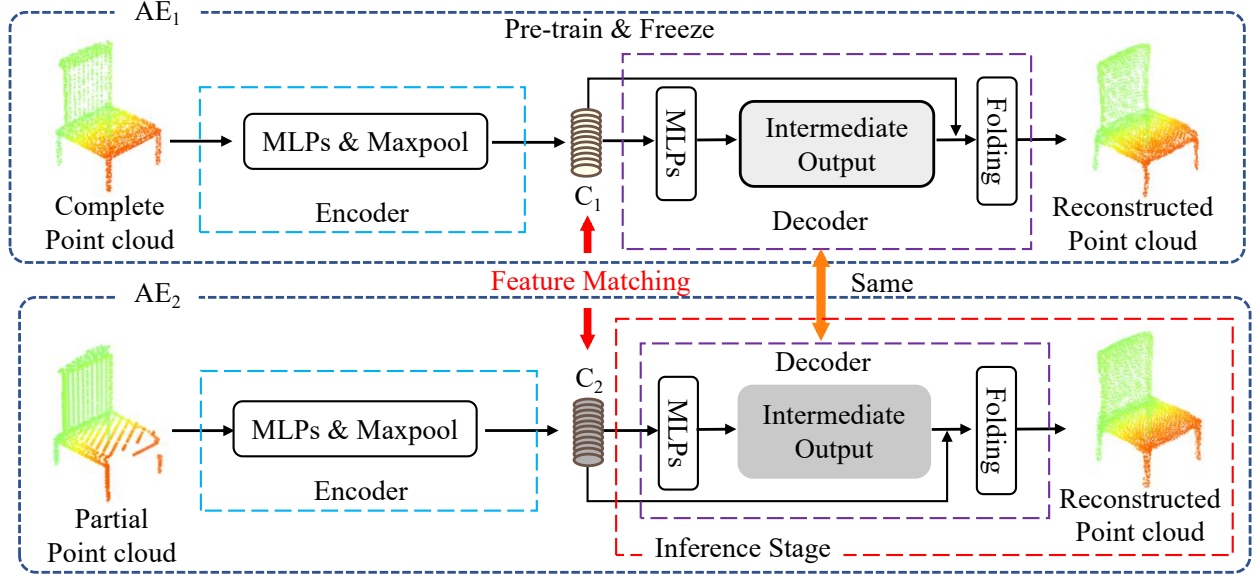 AE₁
Pre-train & Freeze
Complete
Point cloud
MLPs & Maxpool
Encoder
C₁
MLPs
Intermediate
Output
Folding
Decoder
Reconstructed
Point cloud
Feature Matching
Same
AE₂
Partial
Point cloud
MLPs & Maxpool
Encoder
C₂
Decoder
MLPs
Intermediate
Output
Folding
Reconstructed
Point cloud
Inference Stage